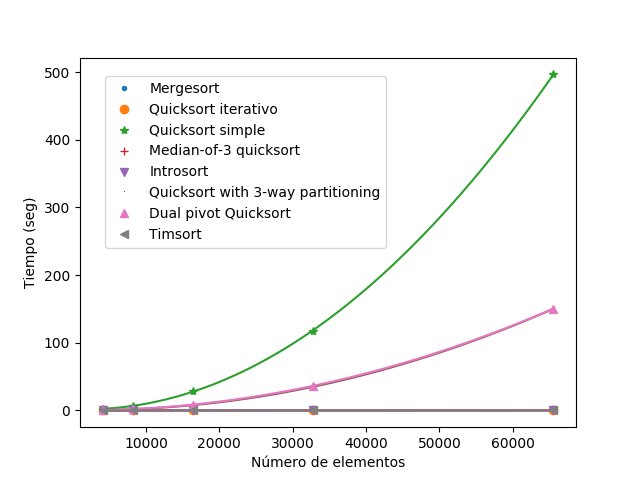 500
400
300
200
100
0
Tiempo (seg)
Mergesort
Quicksort iterativo
Quicksort simple
Median-of-3 quicksort
Introsort
Quicksort with 3-way partitioning
Dual pivot Quicksort
Timsort
10000 20000 30000 40000 50000 60000
Número de elementos